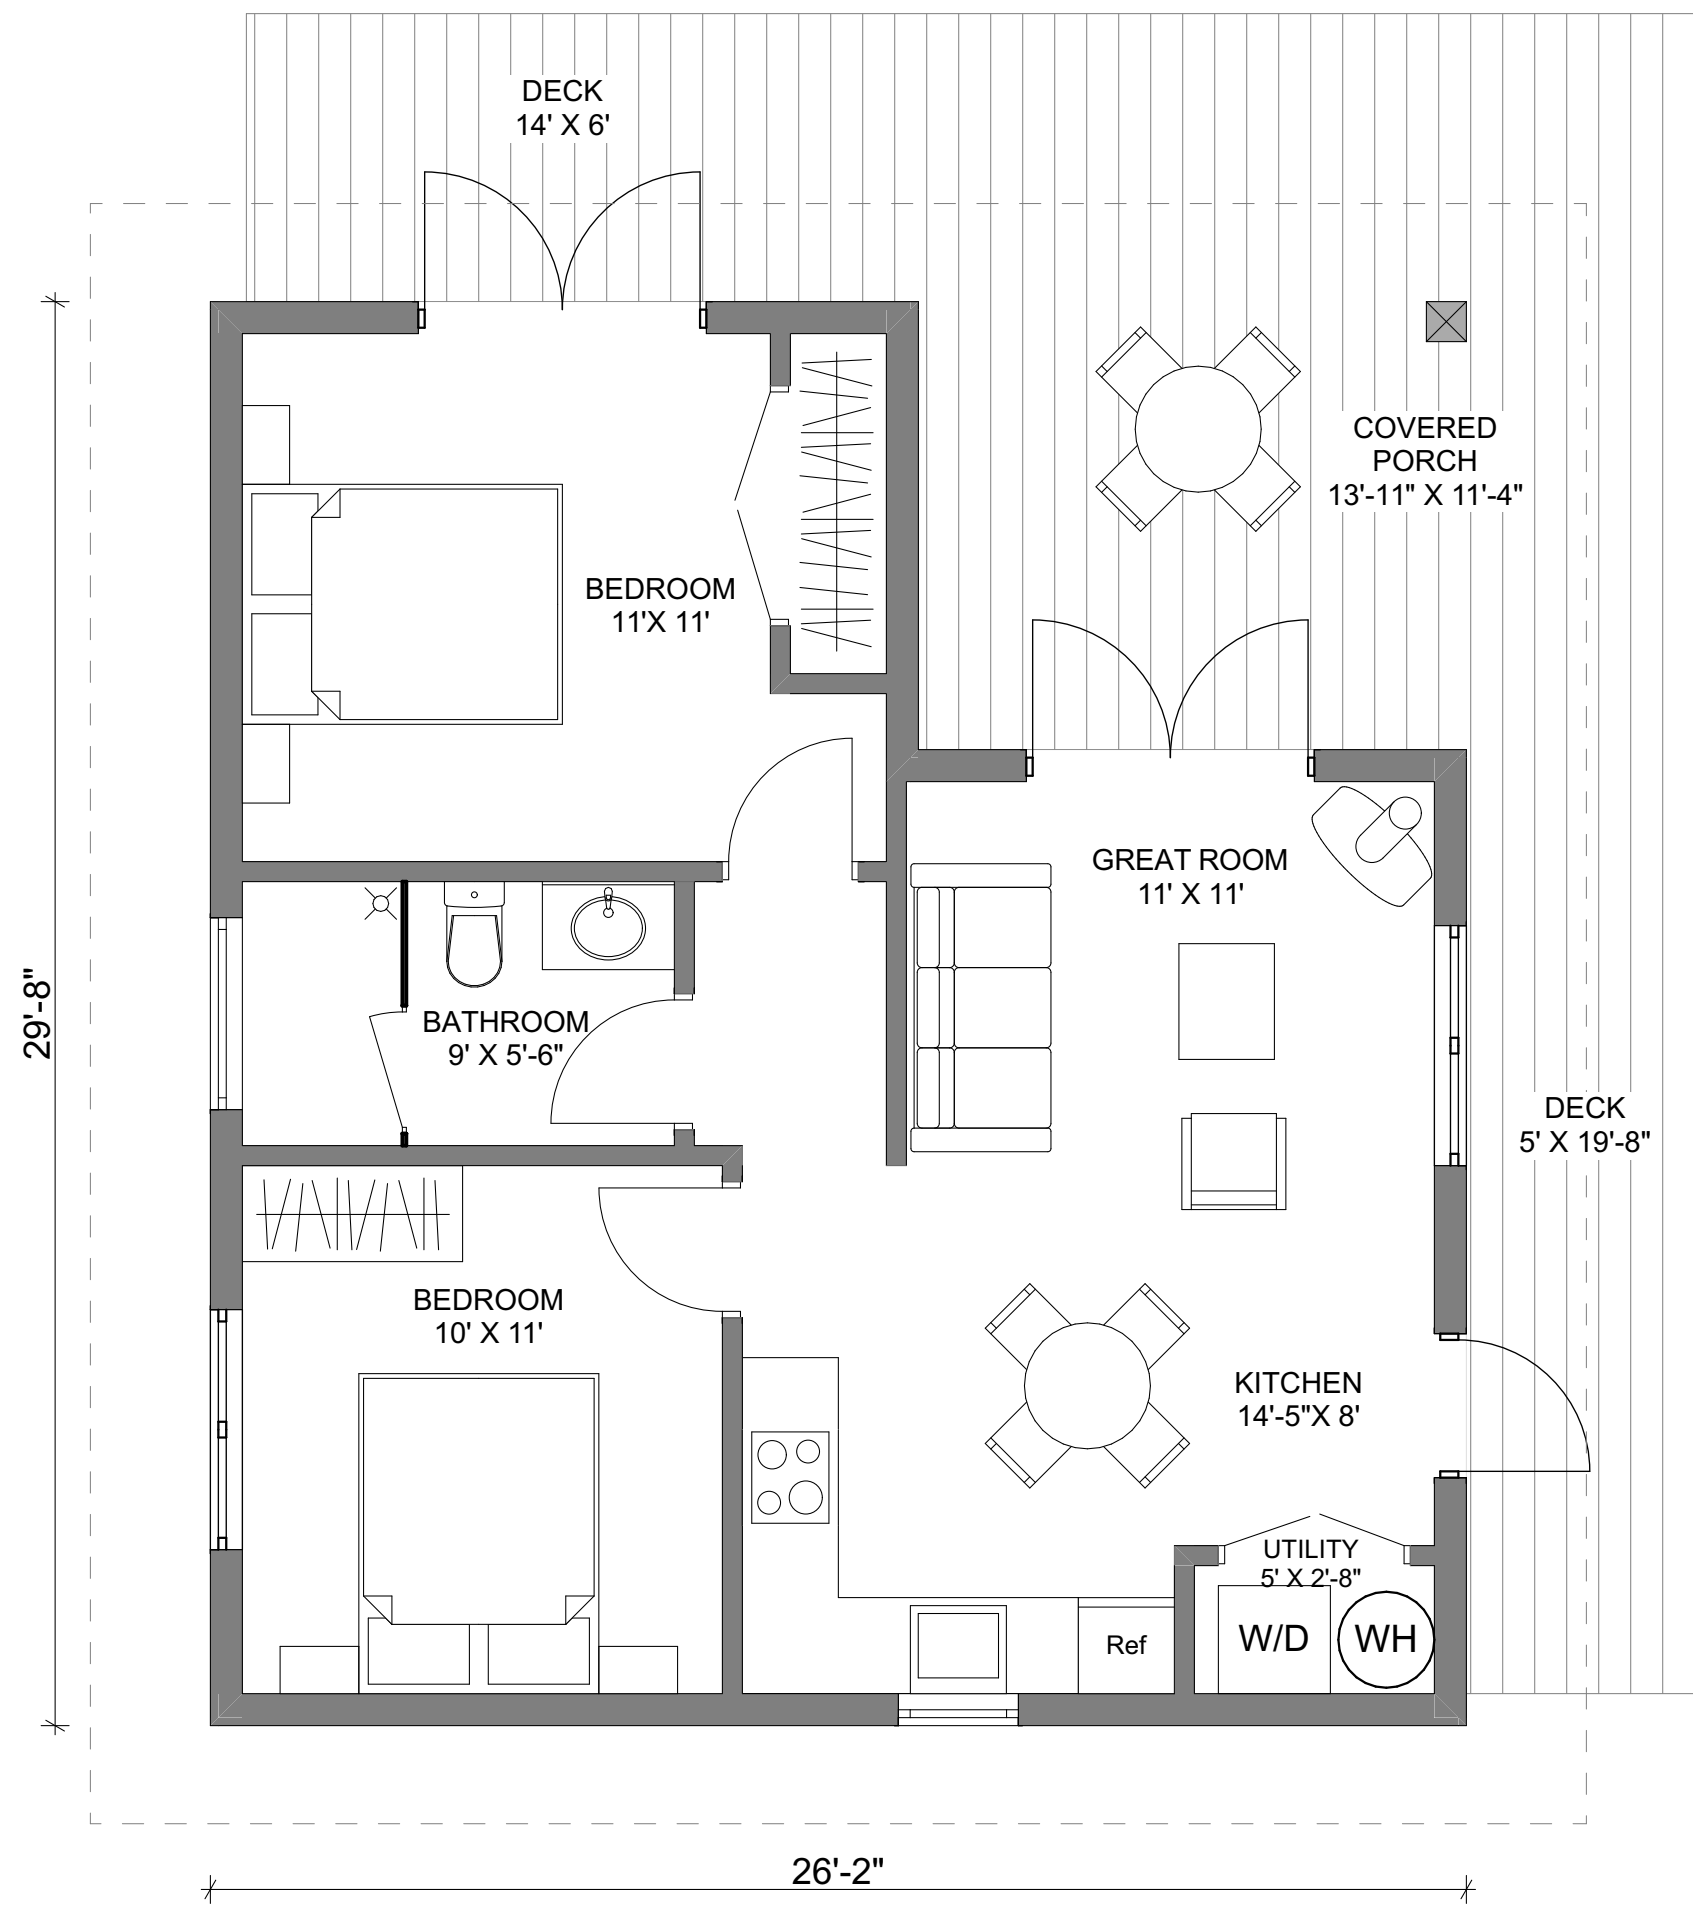 DECK
14' X 6'
COVERED
PORCH
13'-11" X 11'-4"
BEDROOM
11'X 11'
GREAT ROOM
11' X 11'
29'-8"
BATHROOM
9' X 5'-6"
DECK
5' X 19'-8"
BEDROOM
10' X 11'
KITCHEN
14'-5"X 8'
UTILITY
5' X 2'-8"
Ref
W/D
WH
26'-2"